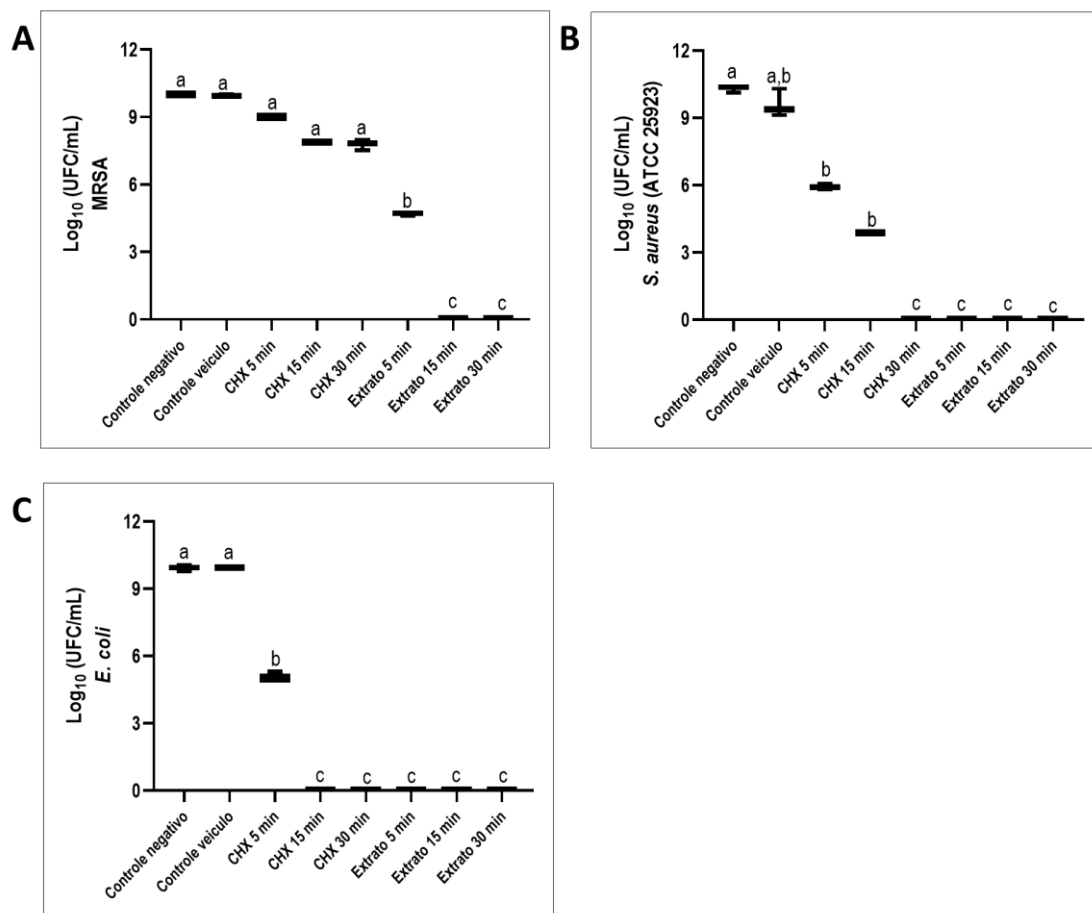 A
Log₁₀ (UFC/mL)
MRSA
12
9
6
3
0
a
a
a
a
a
b
c
c
Controle negativo
Controle veiculo
CHX 5 min
CHX 15 min
CHX 30 min
Extrato 5 min
Extrato 15 min
Extrato 30 min
B
Log₁₀ (UFC/mL)
S. aureus (ATCC 25923)
12
9
6
3
0
a
a,b
b
b
c
c
c
c
Controle negativo
Controle veiculo
CHX 5 min
CHX 15 min
CHX 30 min
Extrato 5 min
Extrato 15 min
Extrato 30 min
C
Log₁₀ (UFC/mL)
E. coli
12
9
6
3
0
a
a
b
c
c
c
c
c
Controle negativo
Controle veiculo
CHX 5 min
CHX 15 min
CHX 30 min
Extrato 5 min
Extrato 15 min
Extrato 30 min